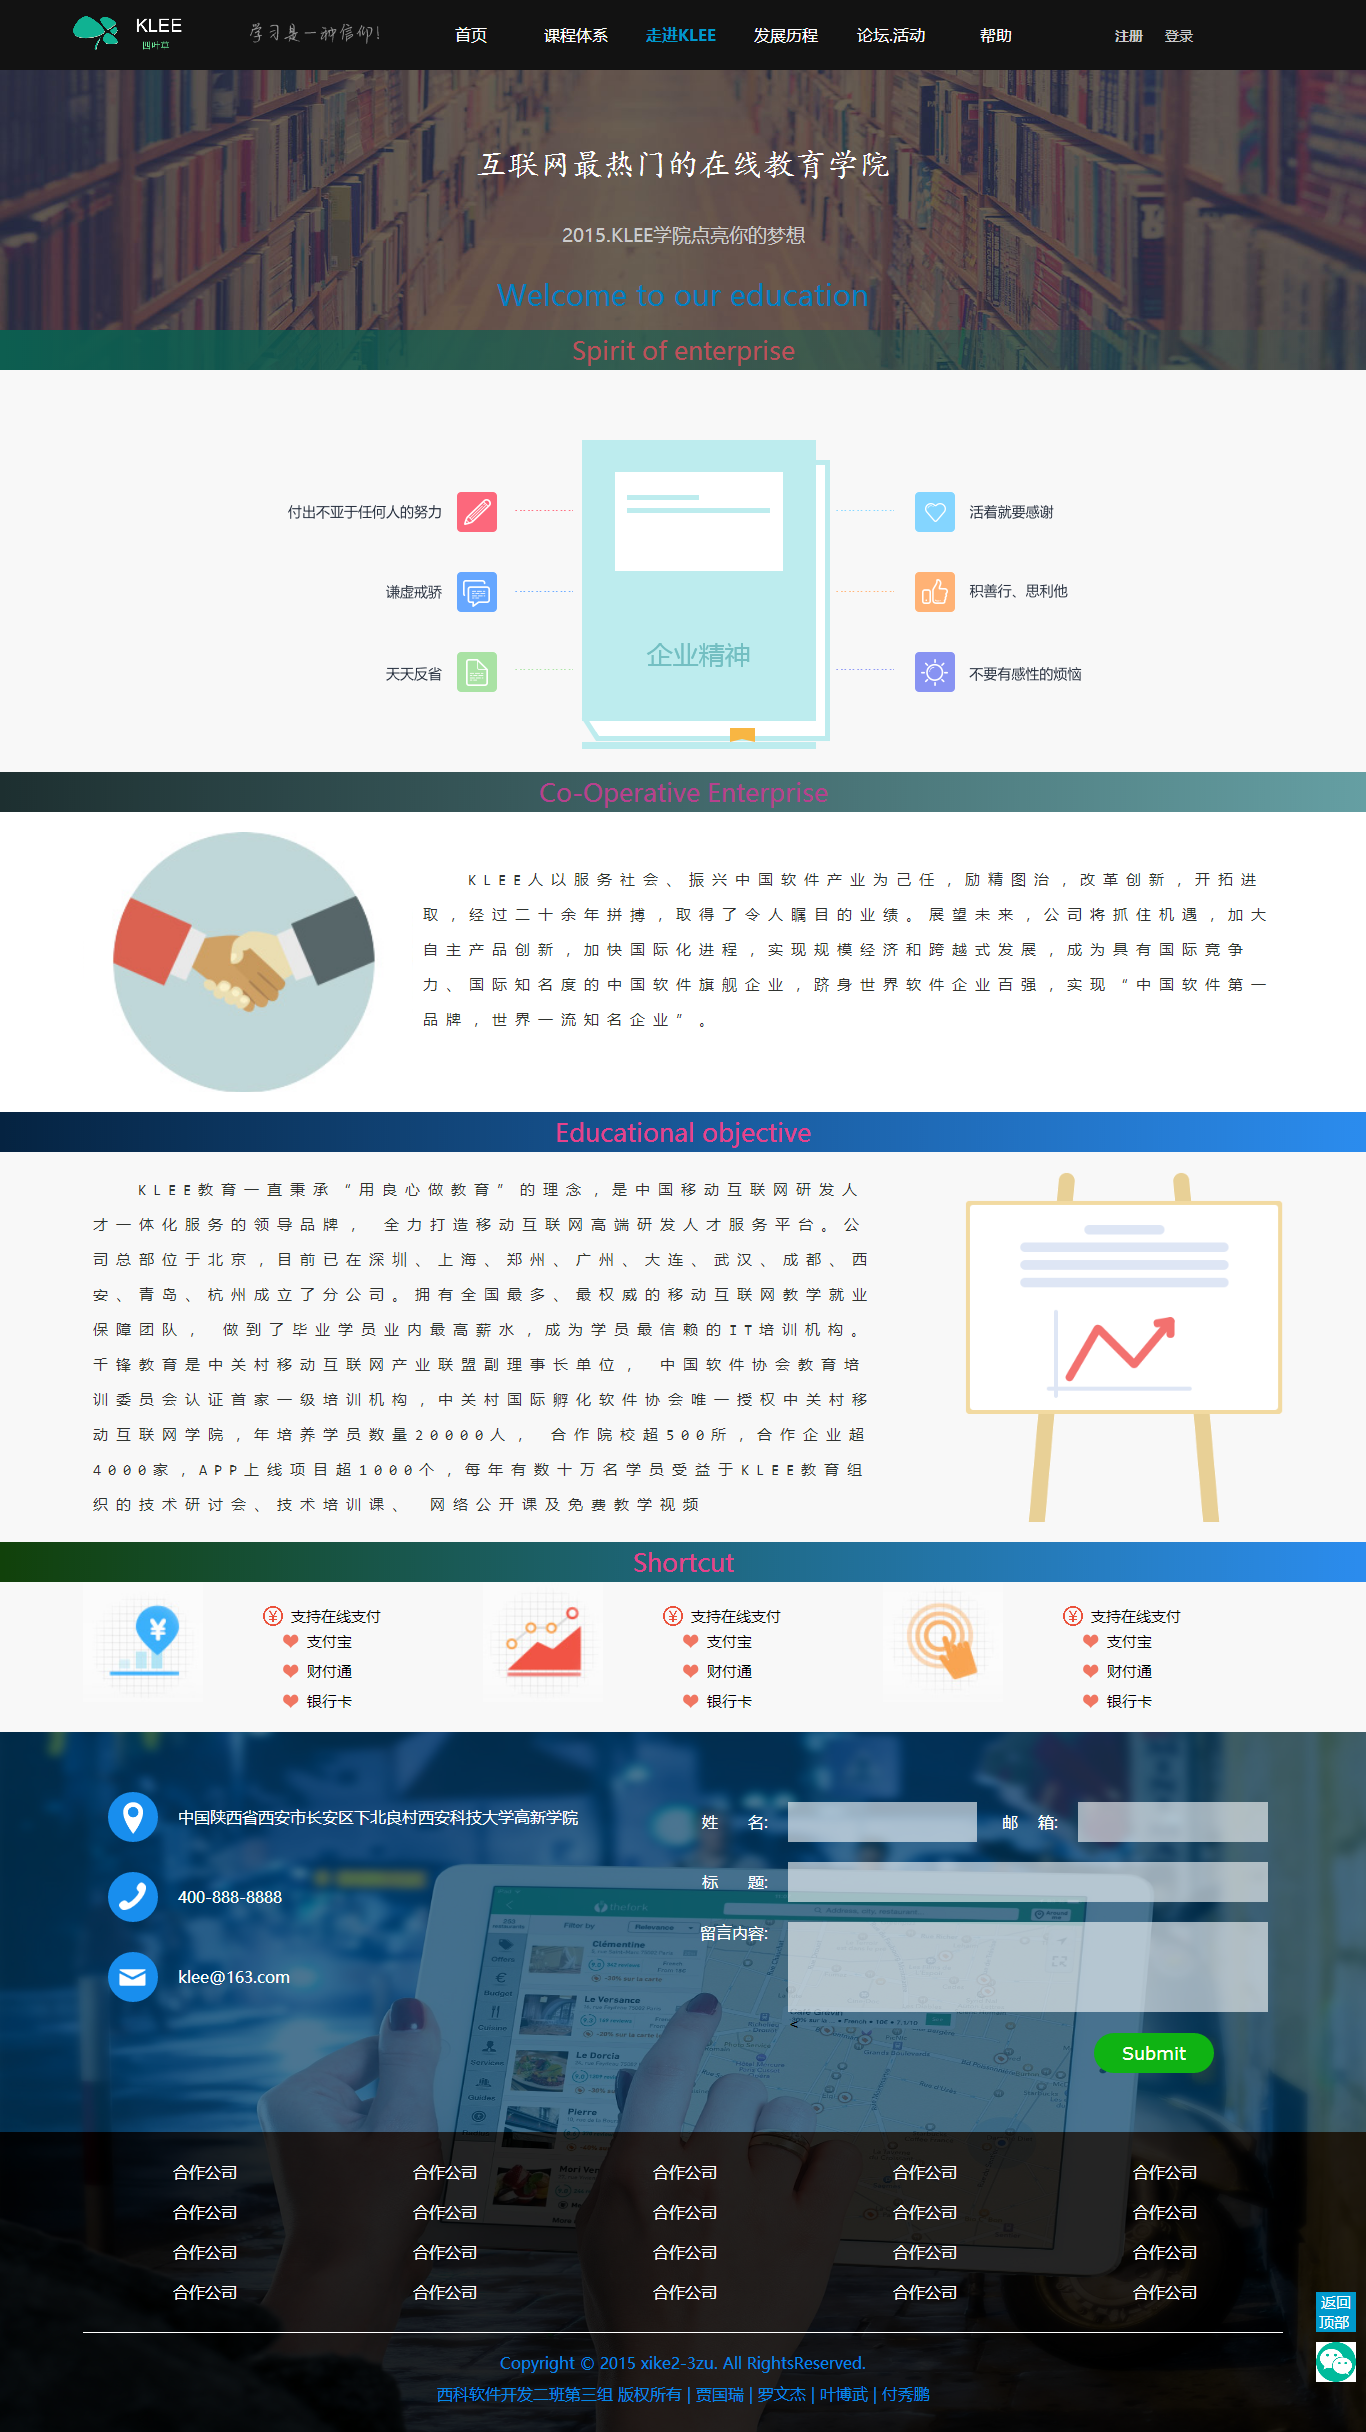 KLEE
四叶草
学习是一种信仰!
首页 课程体系 走进KLEE 发展历程 论坛.活动 帮助 注册 登录
互联网最热门的在线教育学院
2015.KLEE学院点亮你的梦想
Welcome to our education
Spirit of enterprise
付出不亚于任何人的努力
谦虚戒骄
天天反省
企业精神
活着就要感谢
积善行、思利他
不要有感性的烦恼
Co-Operative Enterprise
KLEE人以服务社会、振兴中国软件产业为己任，励精图治，改革创新，开拓进
取，经过二十余年拼搏，取得了令人瞩目的业绩。展望未来，公司将抓住机遇，加大
自主产品创新，加快国际化进程，实现规模经济和跨越式发展，成为具有国际竞争
力、国际知名度的中国软件旗舰企业，跻身世界软件企业百强，实现“中国软件第一
品牌，世界一流知名企业”。
Educational objective
KLEE教育一直秉承“用良心做教育”的理念，是中国移动互联网研发人
才一体化服务的领导品牌， 全力打造移动互联网高端研发人才服务平台。公
司总部位于北京，目前已在深圳、上海、郑州、广州、大连、武汉、成都、西
安、青岛、杭州成立了分公司。拥有全国最多、最权威的移动互联网教学就业
保障团队， 做到了毕业学员业内最高薪水，成为学员最信赖的IT培训机构。
千锋教育是中关村移动互联网产业联盟副理事长单位， 中国软件协会教育培
训委员会认证首家一级培训机构，中关村国际孵化软件协会唯一授权中关村移
动互联网学院，年培养学员数量20000人， 合作院校超500所，合作企业超
4000家，APP上线项目超1000个，每年有数十万名学员受益于KLEE教育组
织的技术研讨会、技术培训课、 网络公开课及免费教学视频
Shortcut
支持在线支付
支付宝
财付通
银行卡
支持在线支付
支付宝
财付通
银行卡
支持在线支付
支付宝
财付通
银行卡
中国陕西省西安市长安区下北良村西安科技大学高新学院
400-888-8888
klee@163.com
姓 名:
邮 箱:
标 题:
留言内容:
<
Submit
thefork
Filter by
Relevance
Clémentine
Le Versance
Le Dorcia
Pierre
Budget
Cuisine
Services
Guides
合作公司 合作公司 合作公司 合作公司 合作公司
合作公司 合作公司 合作公司 合作公司 合作公司
合作公司 合作公司 合作公司 合作公司 合作公司
合作公司 合作公司 合作公司 合作公司 合作公司
返回
顶部
Copyright © 2015 xike2-3zu. All RightsReserved.
西科软件开发二班第三组 版权所有 | 贾国瑞 | 罗文杰 | 叶博武 | 付秀鹏